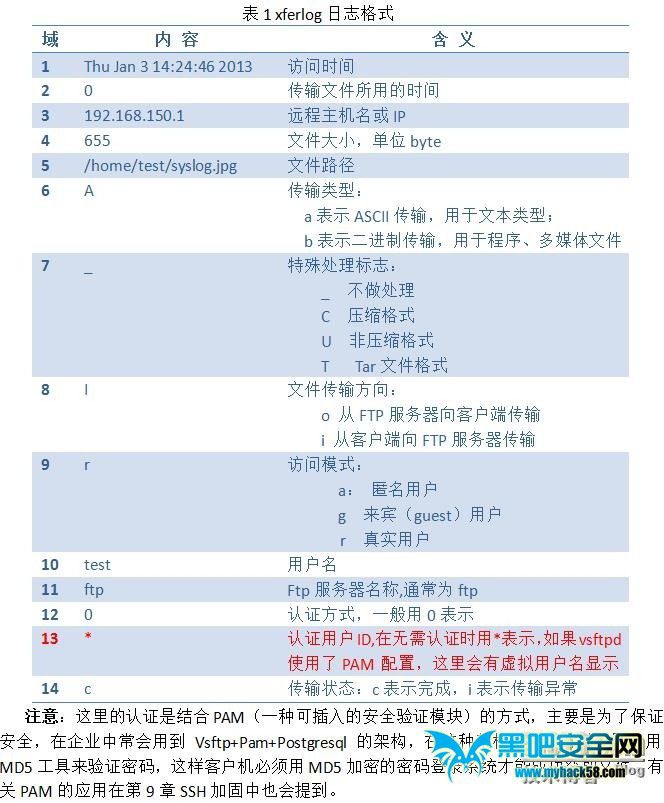 表 1 xferlog 日志格式
域 内 容 含 义
1 Thu Jan 3 14:24:46 2013 访问时间
2 0 传输文件所用的时间
3 192.168.150.1 远程主机名或 IP
4 655 文件大小，单位 byte
5 /home/test/syslog.jpg 文件路径
6 A 传输类型：
a 表示 ASCII 传输，用于文本类型；
b 表示二进制传输，用于程序、多媒体文件
7 _ 特殊处理标志：
_ 不做处理
C 压缩格式
U 非压缩格式
T Tar 文件格式
8 I 文件传输方向：
o 从 FTP 服务器向客户端传输
i 从客户端向 FTP 服务器传输
9 r 访问模式：
a： 匿名用户
g 来宾（guest）用户
r 真实用户
10 test 用户名
11 ftp Ftp 服务器名称,通常为 ftp
12 0 认证方式，一般用 0 表示
13 * 认证用户 ID,在无需认证时用*表示，如果 vsftpd
使用了 PAM 配置，这里会有虚拟用户名显示
14 c 传输状态：c 表示完成，i 表示传输异常
注意：这里的认证是结合 PAM（一种可插入的安全验证模块）的方式，主要是为了保证
安全，在企业中常会用到 Vsftp+Pam+Postgresql 的架构，在这种 用
MD5 工具来验证密码，这样客户机必须用 MD5 加密的密码登录系统才能 有
关 PAM 的应用在第 9 章 SSH 加固中也会提到。
黑吧安全网
www.myhack58.com